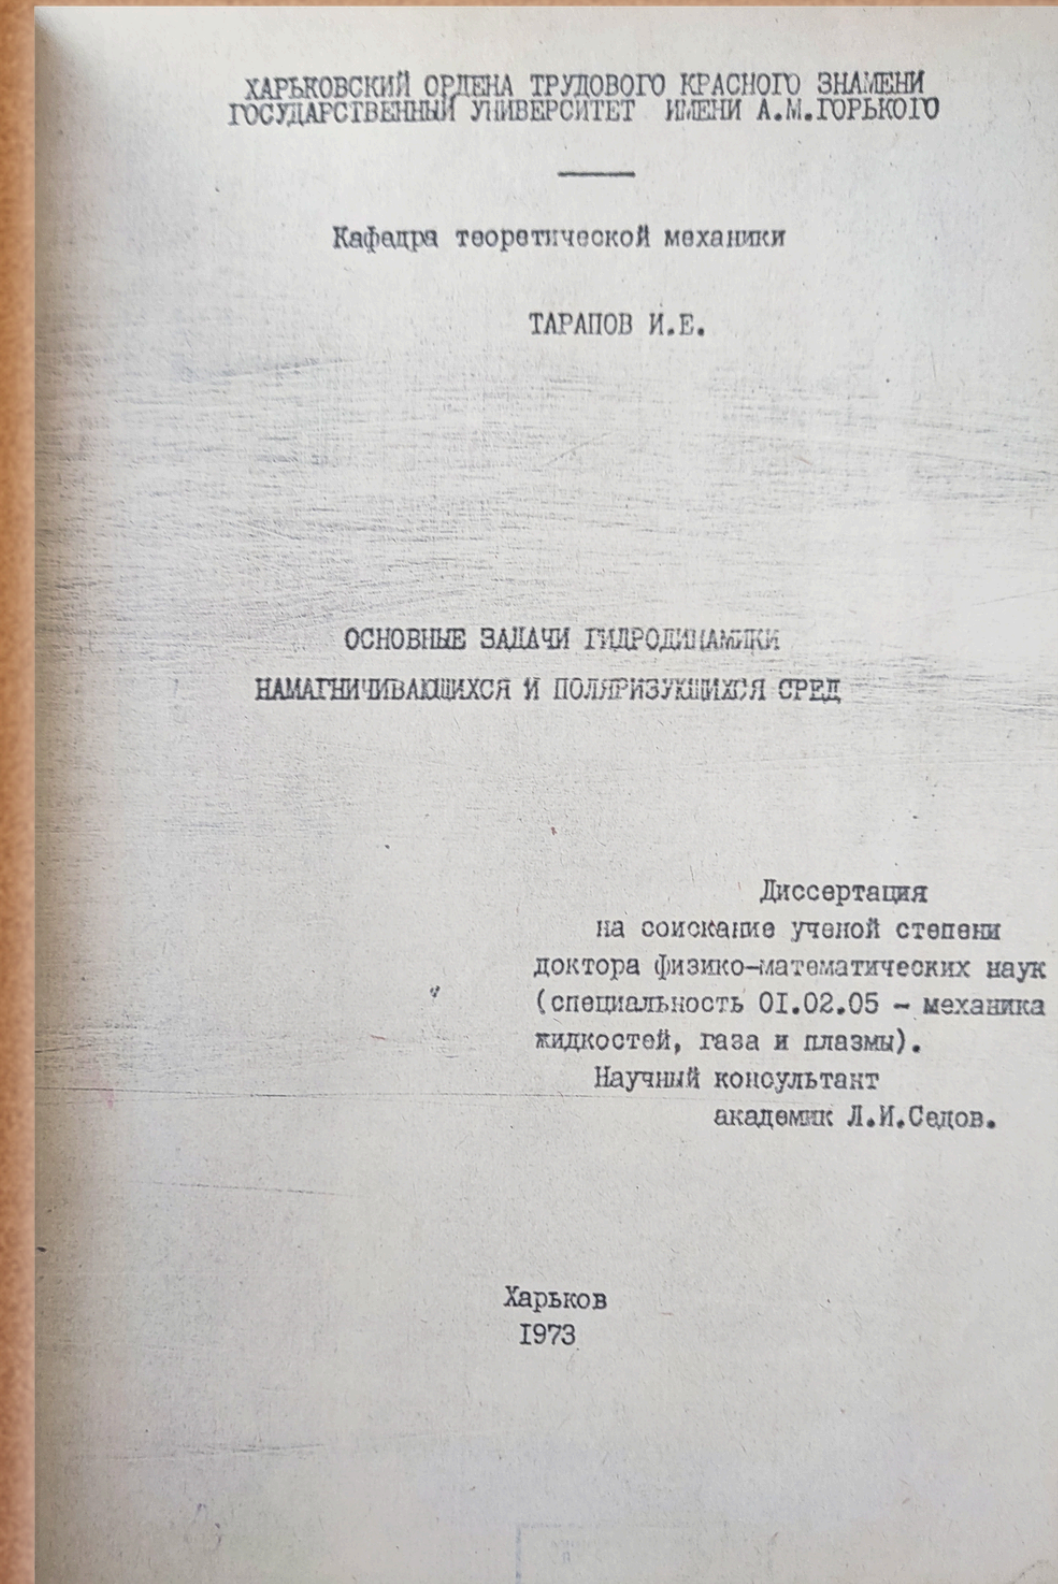 ХАРЬКОВСКИЙ ОРДЕНА ТРУДОВОГО КРАСНОГО ЗНАМЕНИ
ГОСУДАРСТВЕННЫЙ УНИВЕРСИТЕТ ИМЕНИ А.М.ГОРЬКОГО
Кафедра теоретической механики
ТАРАПОВ И.Е.
ОСНОВНЫЕ ЗАДАЧИ ГИДРОДИНАМИКИ
НАМАГНИЧИВАЮЩИХСЯ И ПОЛЯРИЗУЮЩИХСЯ СРЕД
Диссертация
на соискание ученой степени
доктора физико-математических наук
(специальность 01.02.05 - механика
жидкостей, газа и плазмы).
Научный консультант
академик Л.И.Седов.
Харьков
1973